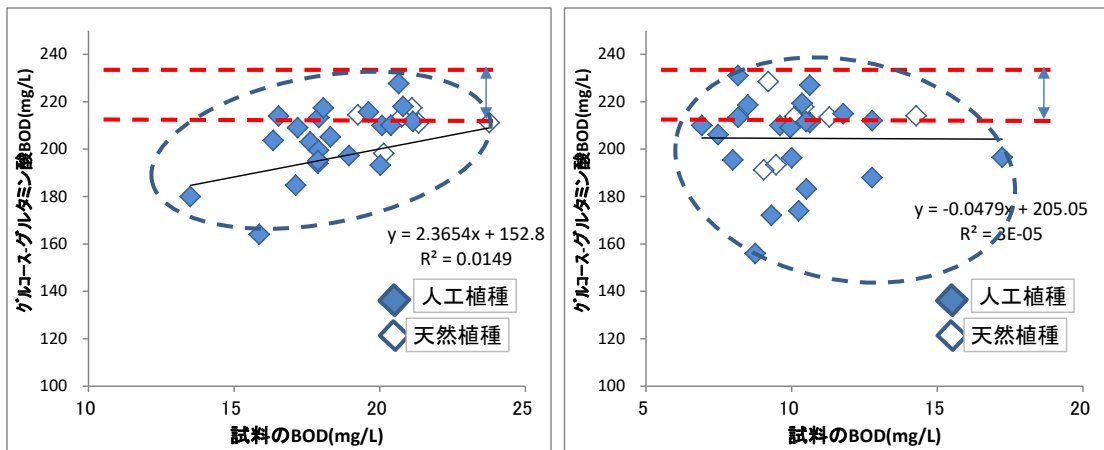 グルコース-グルタミン酸BOD(mg/L)
240
220
200
180
160
140
120
100
y = 2.3654x + 152.8
R² = 0.0149
人工植種
天然植種
10
15
20
25
試料のBOD(mg/L)
グルコース-グルタミン酸BOD(mg/L)
240
220
200
180
160
140
120
100
y = -0.0479x + 205.05
R² = 3E-05
人工植種
天然植種
5
10
15
20
試料のBOD(mg/L)